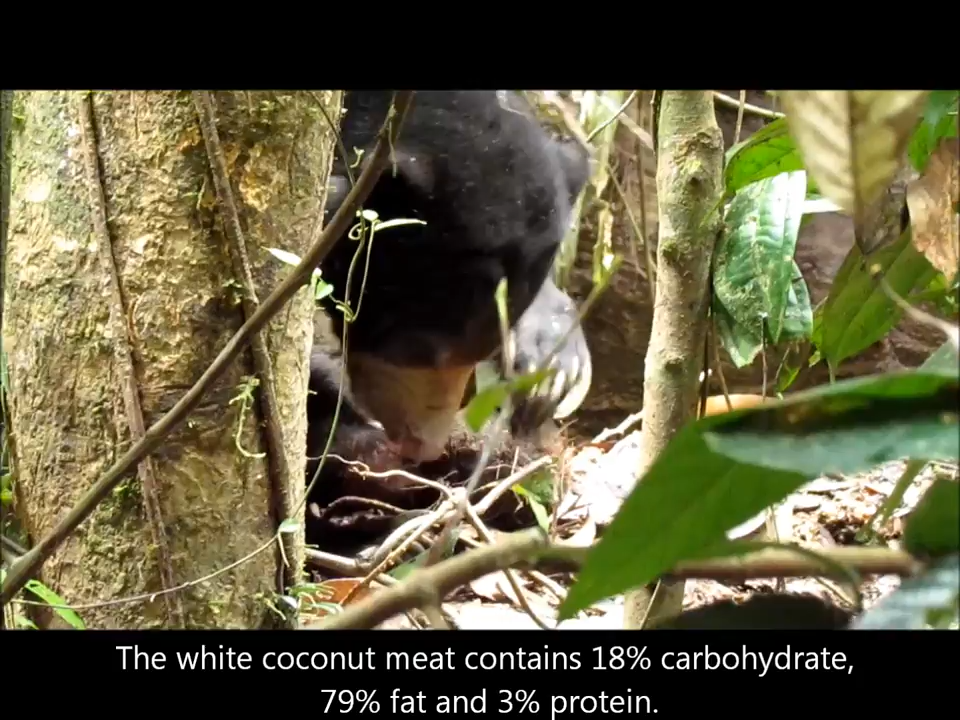 The white coconut meat contains 18% carbohydrate,
79% fat and 3% protein.